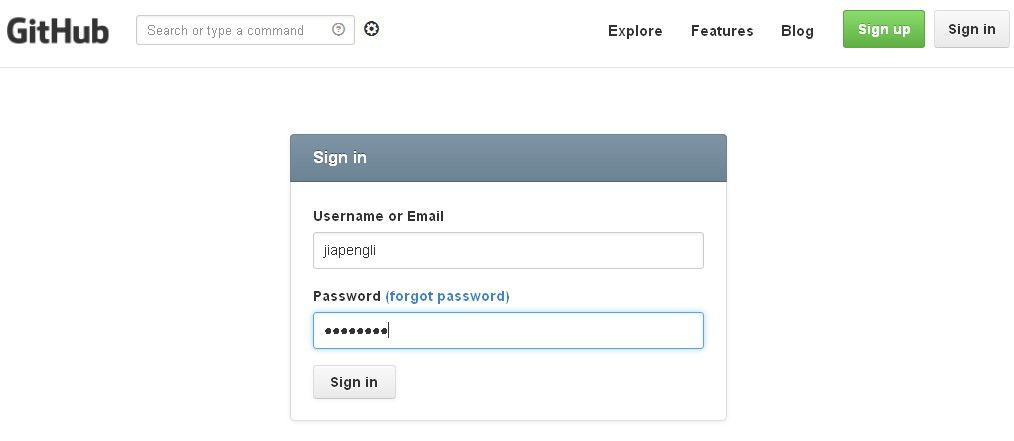 GitHub Search or type a command Explore Features Blog Sign up Sign in
Sign in
Username or Email
jiapengli
Password (forgot password)
••••••••
Sign in